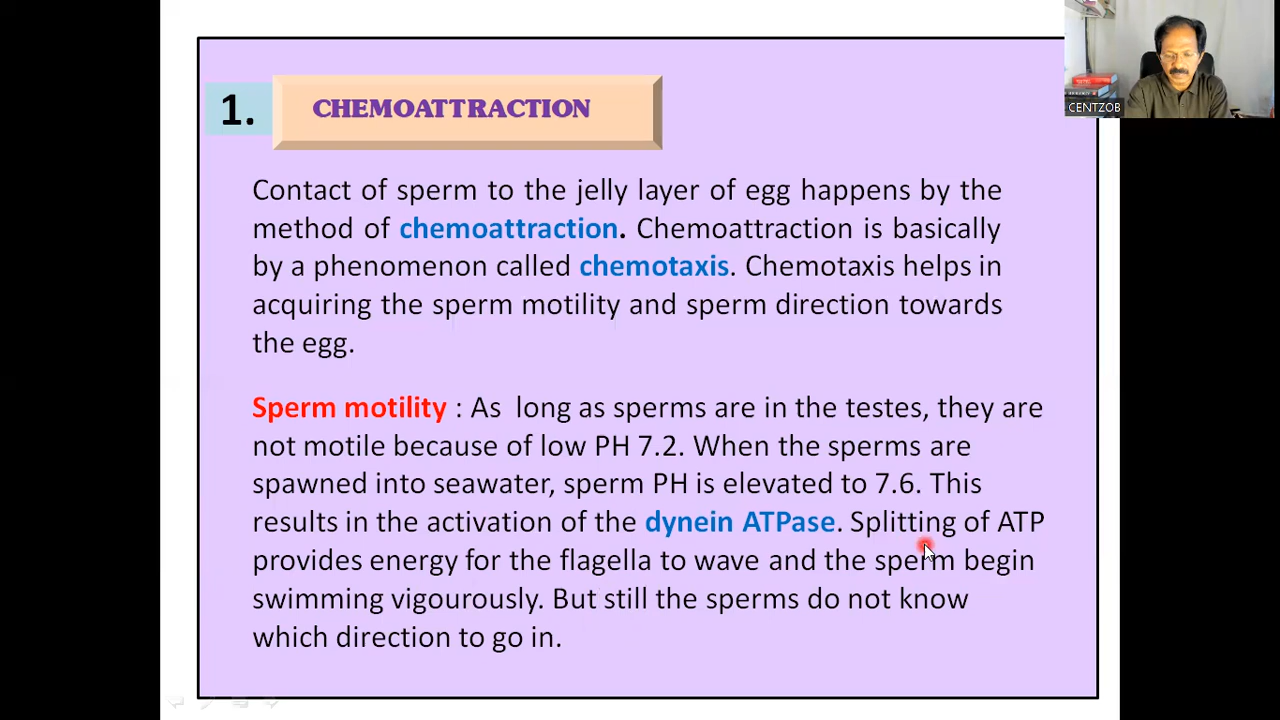 1.
CHEMOATTRACTION
CENTZOB
Contact of sperm to the jelly layer of egg happens by the
method of chemoattraction. Chemoattraction is basically
by a phenomenon called chemotaxis. Chemotaxis helps in
acquiring the sperm motility and sperm direction towards
the egg.
Sperm motility : As long as sperms are in the testes, they are
not motile because of low PH 7.2. When the sperms are
spawned into seawater, sperm PH is elevated to 7.6. This
results in the activation of the dynein ATPase. Splitting of ATP
provides energy for the flagella to wave and the sperm begin
swimming vigourously. But still the sperms do not know
which direction to go in.